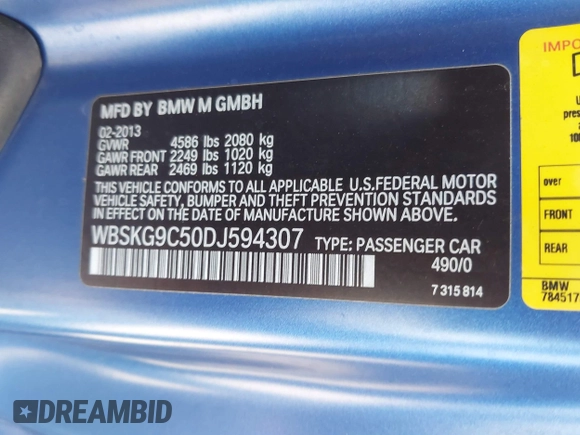 MFD BY BMW M GMBH
02-2013
GVWR 4586 lbs 2080 kg
GAWR FRONT 2249 lbs 1020 kg
GAWR REAR 2469 lbs 1120 kg
THIS VEHICLE CONFORMS TO ALL APPLICABLE U.S.FEDERAL MOTOR
VEHICLE SAFETY, BUMPER AND THEFT PREVENTION
STANDARDS IN EFFECT ON THE DATE OF MANUFACTURE SHOWN ABOVE.
WBSKG9C50DJ594307 TYPE: PASSENGER CAR
490/0
7 315 814
over
FRONT
REAR
BMW
DREAMBID